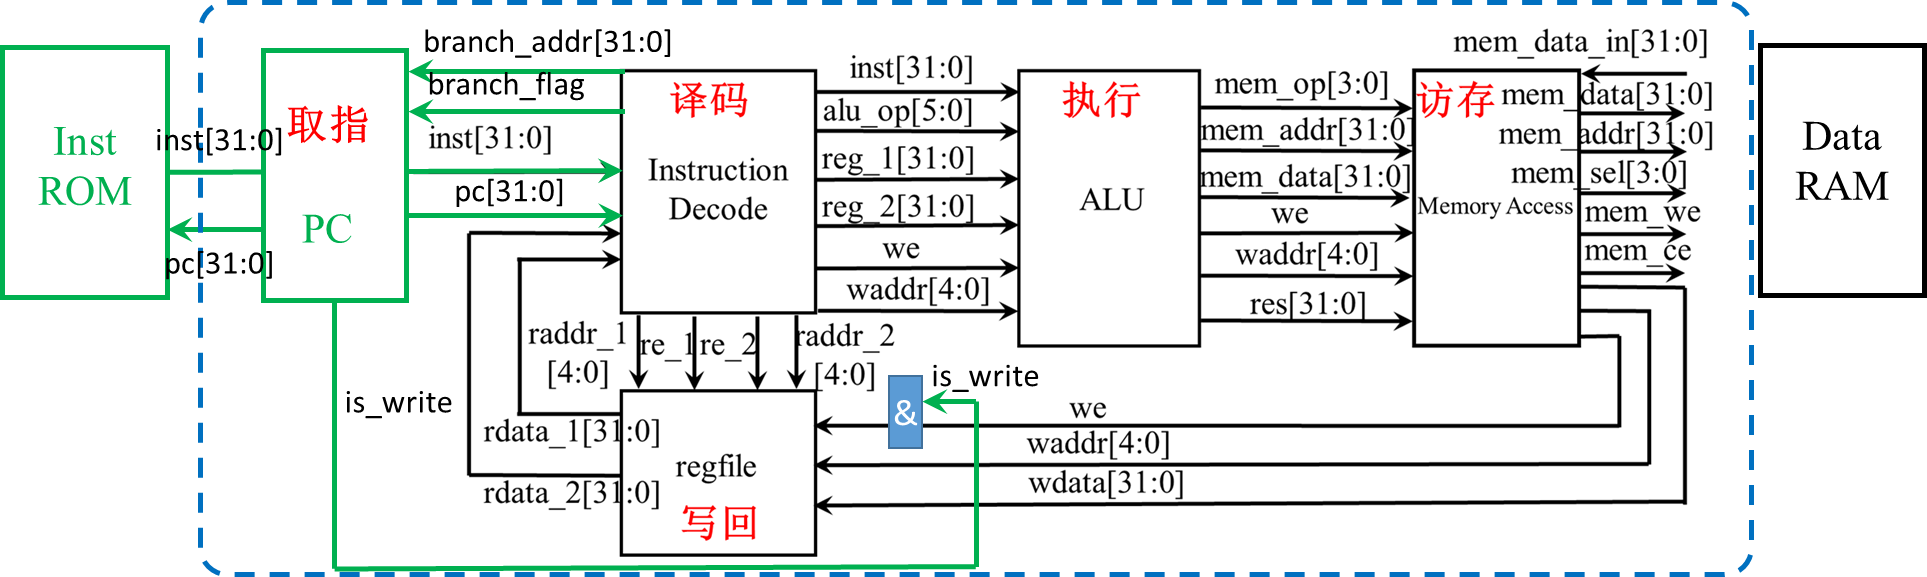 Inst
ROM
inst[31:0]
pc[31:0]
取指
PC
branch_addr[31:0]
branch_flag
inst[31:0]
pc[31:0]
is_write
译码
Instruction
Decode
inst[31:0]
alu_op[5:0]
reg_1[31:0]
reg_2[31:0]
we
waddr[4:0]
执行
ALU
mem_op[3:0]
mem_addr[31:0]
mem_data[31:0]
we
waddr[4:0]
res[31:0]
访存
Memory Access
mem_data_in[31:0]
mem_data[31:0]
mem_addr[31:0]
mem_sel[3:0]
mem_we
mem_ce
Data
RAM
raddr_1
[4:0]
re_1
re_2
raddr_2
[4:0]
rdata_1[31:0]
rdata_2[31:0]
regfile
写回
&
is_write
we
waddr[4:0]
wdata[31:0]